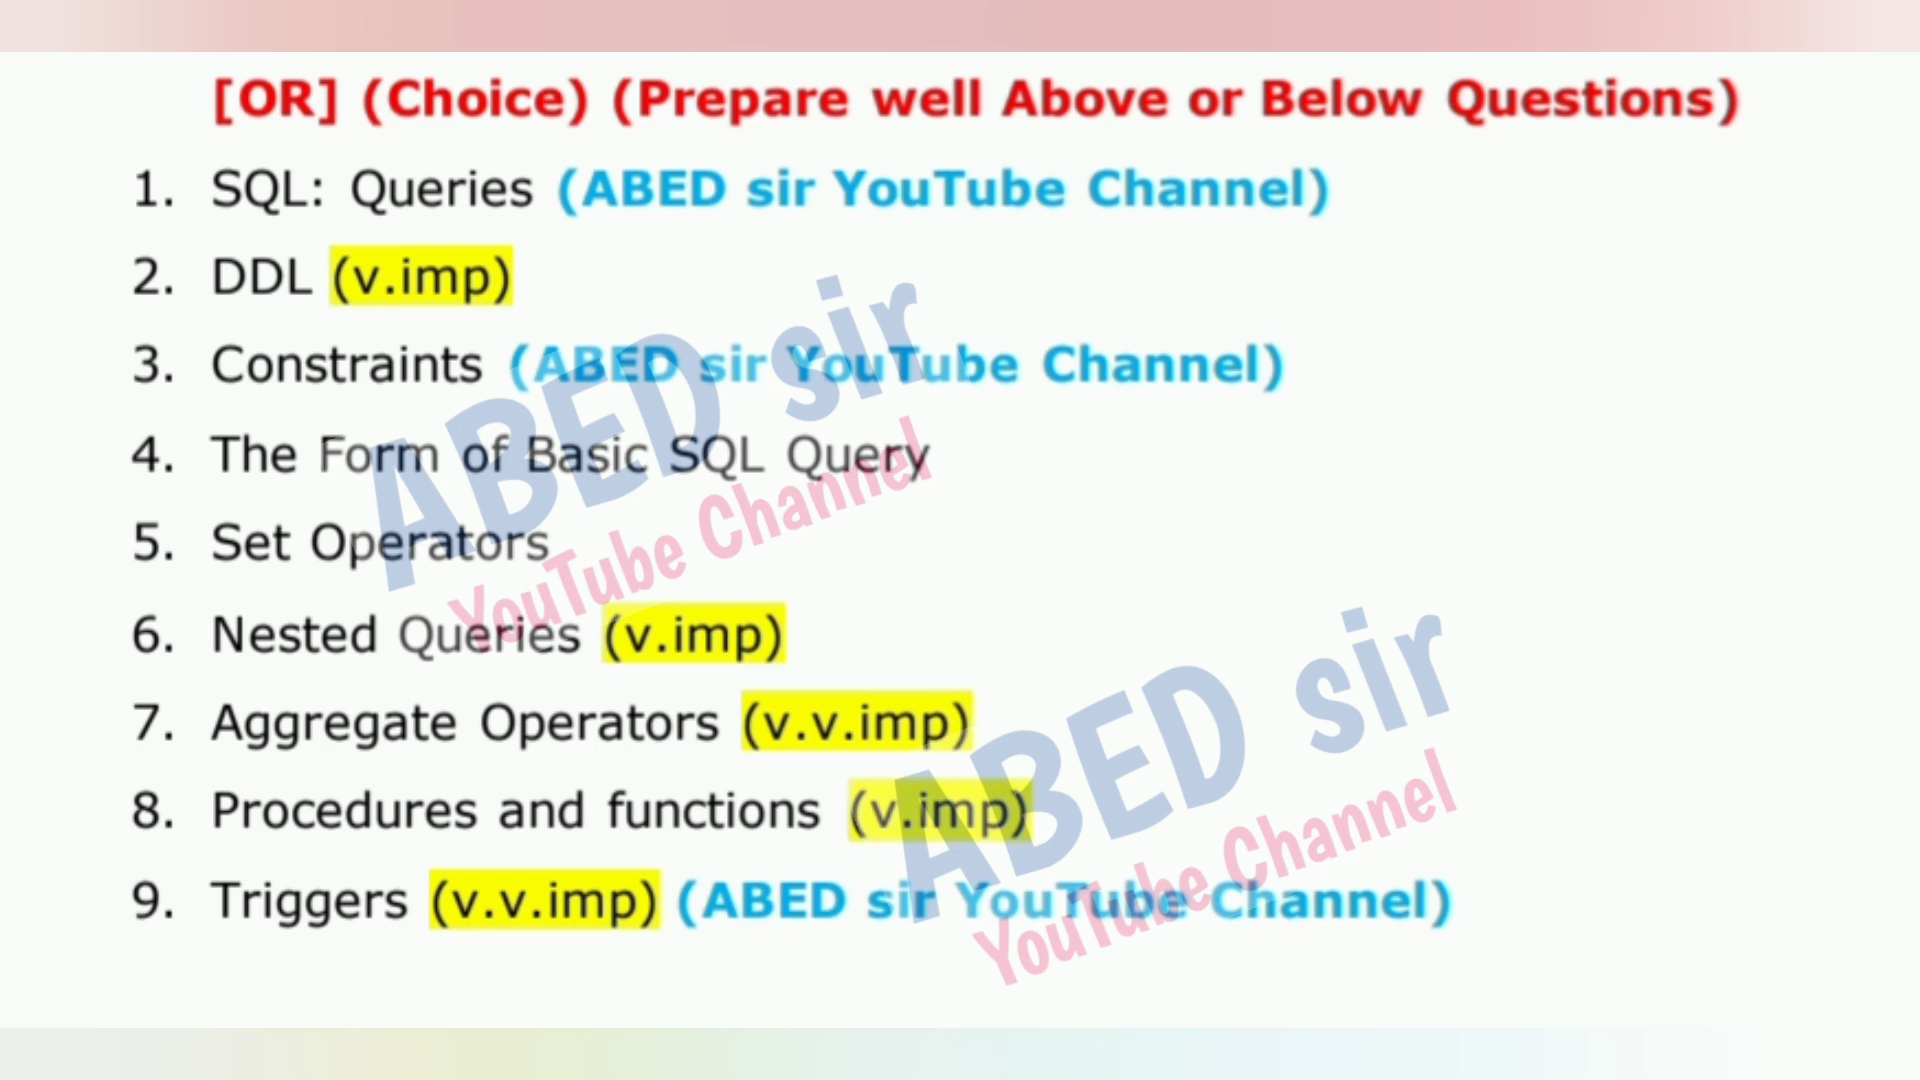 [OR] (Choice) (Prepare well Above or Below Questions)
1. SQL: Queries (ABED sir YouTube Channel)
2. DDL (v.imp)
3. Constraints (ABED sir YouTube Channel)
4. The Form of Basic SQL Query
5. Set Operators
6. Nested Queries (v.imp)
7. Aggregate Operators (v.v.imp)
8. Procedures and functions (v.imp)
9. Triggers (v.v.imp) (ABED sir YouTube Channel)
ABED sir
YouTube Channel
ABED sir
YouTube Channel